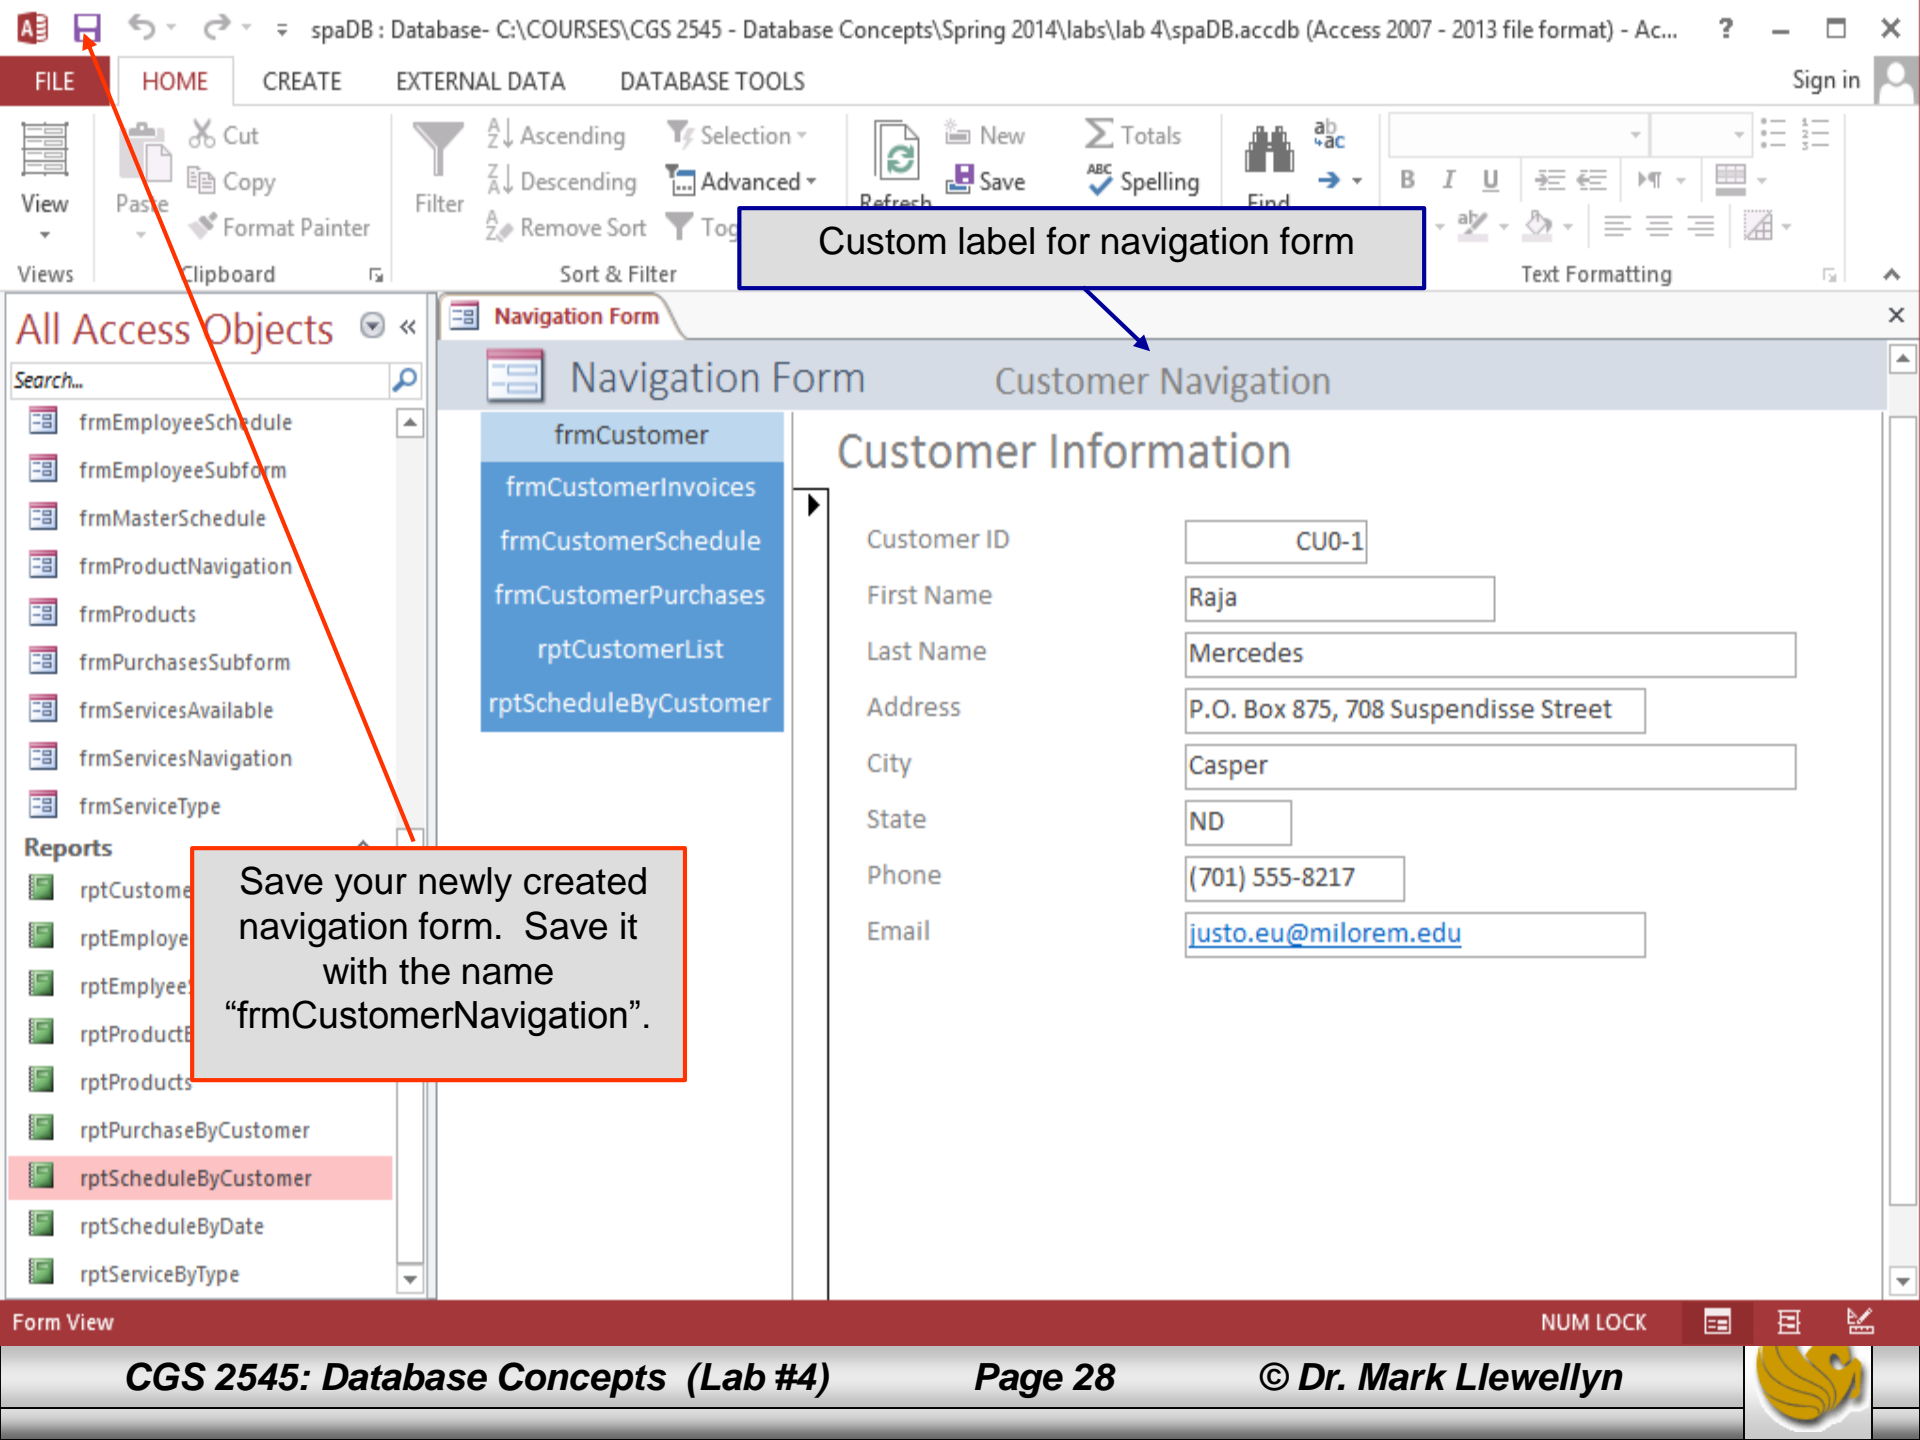 spaDB : Database- C:\COURSES\CGS 2545 - Database Concepts\Spring 2014\labs\lab 4\spaDB.accdb (Access 2007 - 2013 file format) - Ac...
FILE HOME CREATE EXTERNAL DATA DATABASE TOOLS Sign in
Cut
Copy
Format Painter
View
Paste
Filter
Ascending
Descending
Remove Sort
Selection
Advanced
Tog
Refresh
New
Save
Totals
Spelling
Find
Views Clipboard Sort & Filter Text Formatting
Custom label for navigation form
All Access Objects
Search...
frmEmployeeSchedule
frmEmployeeSubform
frmMasterSchedule
frmProductNavigation
frmProducts
frmPurchasesSubform
frmServicesAvailable
frmServicesNavigation
frmServiceType
Reports
rptCustome
rptEmploye
rptEmplyee
rptProduct
rptProducts
rptPurchaseByCustomer
rptScheduleByCustomer
rptScheduleByDate
rptServiceByType
Save your newly created
navigation form. Save it
with the name
“frmCustomerNavigation”.
Navigation Form
Navigation Form Customer Navigation
frmCustomer
frmCustomerInvoices
frmCustomerSchedule
frmCustomerPurchases
rptCustomerList
rptScheduleByCustomer
Customer Information
Customer ID CU0-1
First Name Raja
Last Name Mercedes
Address P.O. Box 875, 708 Suspendisse Street
City Casper
State ND
Phone (701) 555-8217
Email justo.eu@milorem.edu
Form View NUM LOCK
CGS 2545: Database Concepts (Lab #4) Page 28 © Dr. Mark Llewellyn